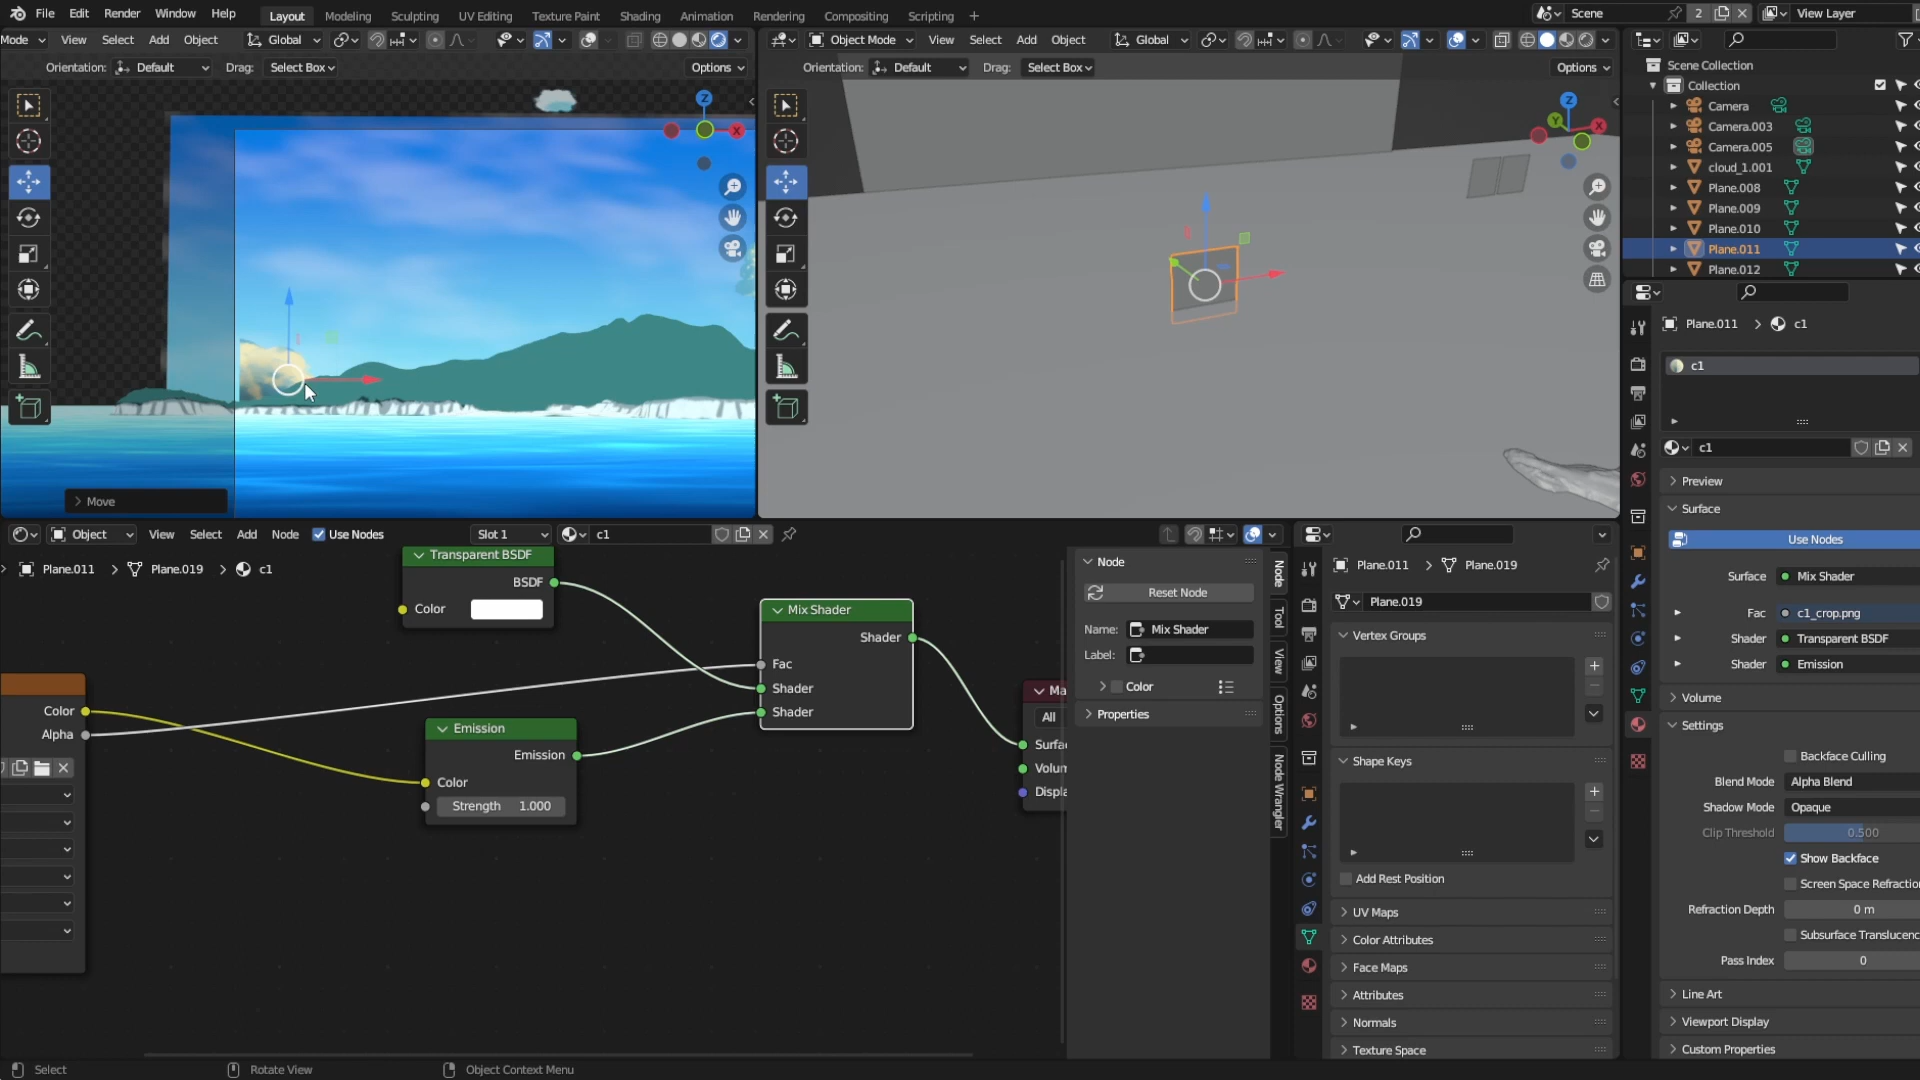 File Edit Render Window Help Layout Modeling Sculpting UV Editing Texture Paint Shading Animation Rendering Compositing Scripting + Scene 2 View Layer
Mode View Select Add Object Global Object Mode View Select Add Object Global
Orientation: Default Drag: Select Box Options Orientation: Default Drag: Select Box Options
Scene Collection
Collection
Camera
Camera.003
Camera.005
cloud_1.001
Plane.008
Plane.009
Plane.010
Plane.011
Plane.012
Z
X
Z
Y
X
Plane.011 > c1
c1
c1
Preview
Surface
Use Nodes
Surface Mix Shader
Fac c1_crop.png
Shader Transparent BSDF
Shader Emission
Volume
Settings
Backface Culling
Blend Mode Alpha Blend
Shadow Mode Opaque
Clip Threshold 0.500
Show Backface
Screen Space Refractio
Refraction Depth 0 m
Subsurface Translucenc
Pass Index 0
Line Art
Viewport Display
Custom Properties
> Move
Object View Select Add Node Use Nodes Slot 1 c1
Plane.011 > Plane.019 > c1
Transparent BSDF
BSDF
Color
Mix Shader
Shader
Fac
Shader
Shader
Color
Alpha
Emission
Emission
Color
Strength 1.000
Ma
All
Surfa
Volum
Displa
Node
Reset Node
Name: Mix Shader
Label:
Color
Properties
Node
Tool
View
Options
Node Wrangler
Plane.011 > Plane.019
Plane.019
Vertex Groups
Shape Keys
Add Rest Position
UV Maps
Color Attributes
Face Maps
Attributes
Normals
Texture Space
Select Rotate View Object Context Menu